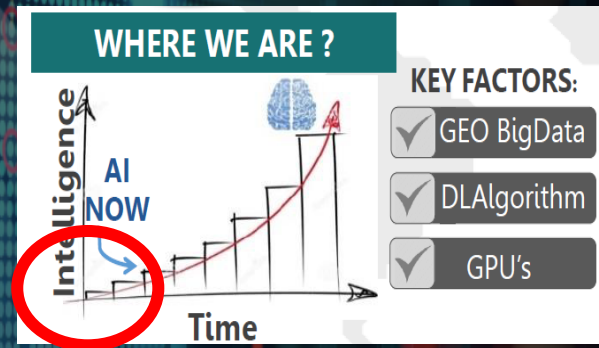 WHERE WE ARE ?
Intelligence
AI
NOW
Time
KEY FACTORS:
GEO BigData
DLAlgorithm
GPU's